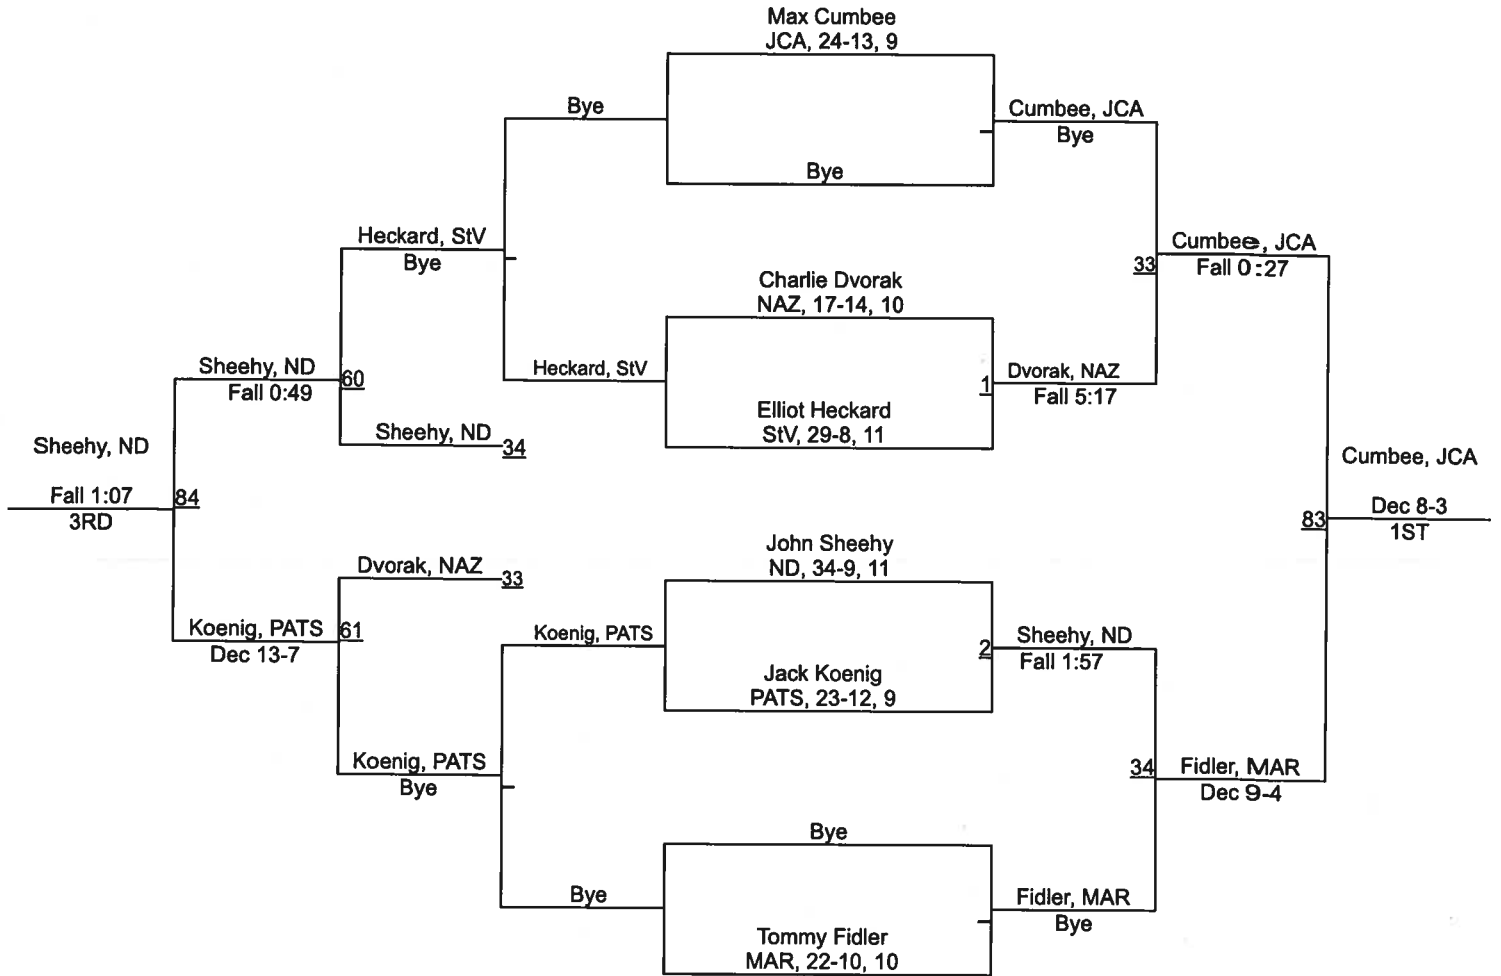 Max Cumbee
JCA, 24-13, 9
Bye
Cumbee, JCA
Bye
Bye
Heckard, StV
Bye
Cumbee, JCA
33
Fall 0:27
Charlie Dvorak
NAZ, 17-14, 10
Sheehy, ND
60
Fall 0:49
Heckard, StV
1
Dvorak, NAZ
Fall 5:17
Elliot Heckard
StV, 29-8, 11
Sheehy, ND
34
Sheehy, ND
Cumbee, JCA
Fall 1:07
84
3RD
Dec 8-3
83
1ST
John Sheehy
ND, 34-9, 11
Dvorak, NAZ
33
Koenig, PATS
61
Dec 13-7
Koenig, PATS
2
Sheehy, ND
Fall 1:57
Jack Koenig
PATS, 23-12, 9
Koenig, PATS
Bye
34
Fidler, MAR
Dec 9-4
Bye
Bye
Fidler, MAR
Bye
Tommy Fidler
MAR, 22-10, 10